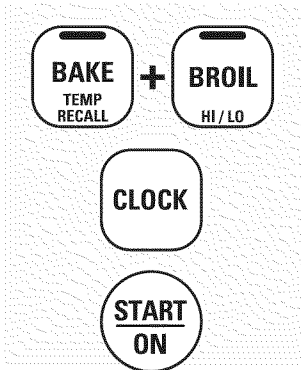 BAKE
TEMP
RECALL
+
BROIL
HI / LO
CLOCK
START
ON